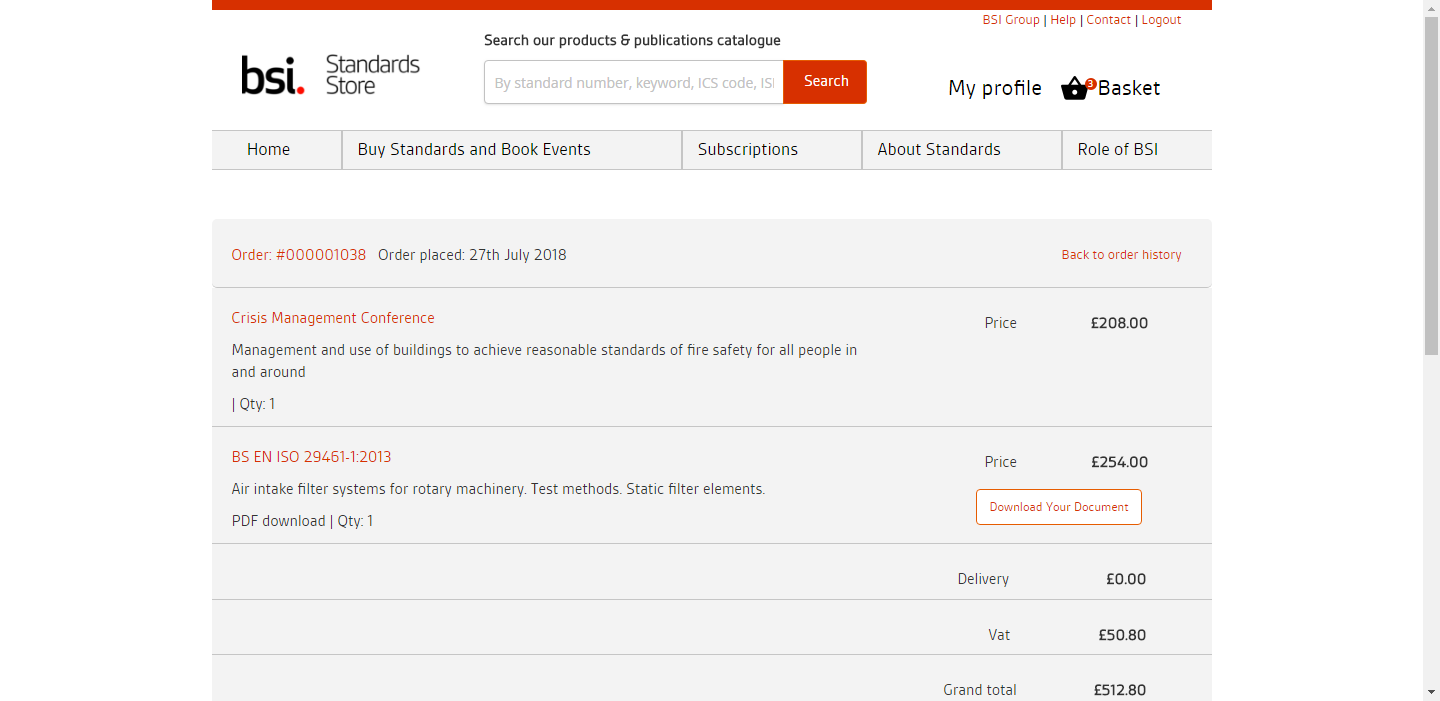 BSI Group | Help | Contact | Logout
Search our products & publications catalogue
bsi. Standards Store
By standard number, keyword, ICS code, ISI
Search
My profile
3
Basket
Home
Buy Standards and Book Events
Subscriptions
About Standards
Role of BSI
Order: #000001038 Order placed: 27th July 2018
Back to order history
Crisis Management Conference
Price £208.00
Management and use of buildings to achieve reasonable standards of fire safety for all people in
and around
| Qty: 1
BS EN ISO 29461-1:2013
Price £254.00
Air intake filter systems for rotary machinery. Test methods. Static filter elements.
Download Your Document
PDF download | Qty: 1
Delivery £0.00
Vat £50.80
Grand total £512.80